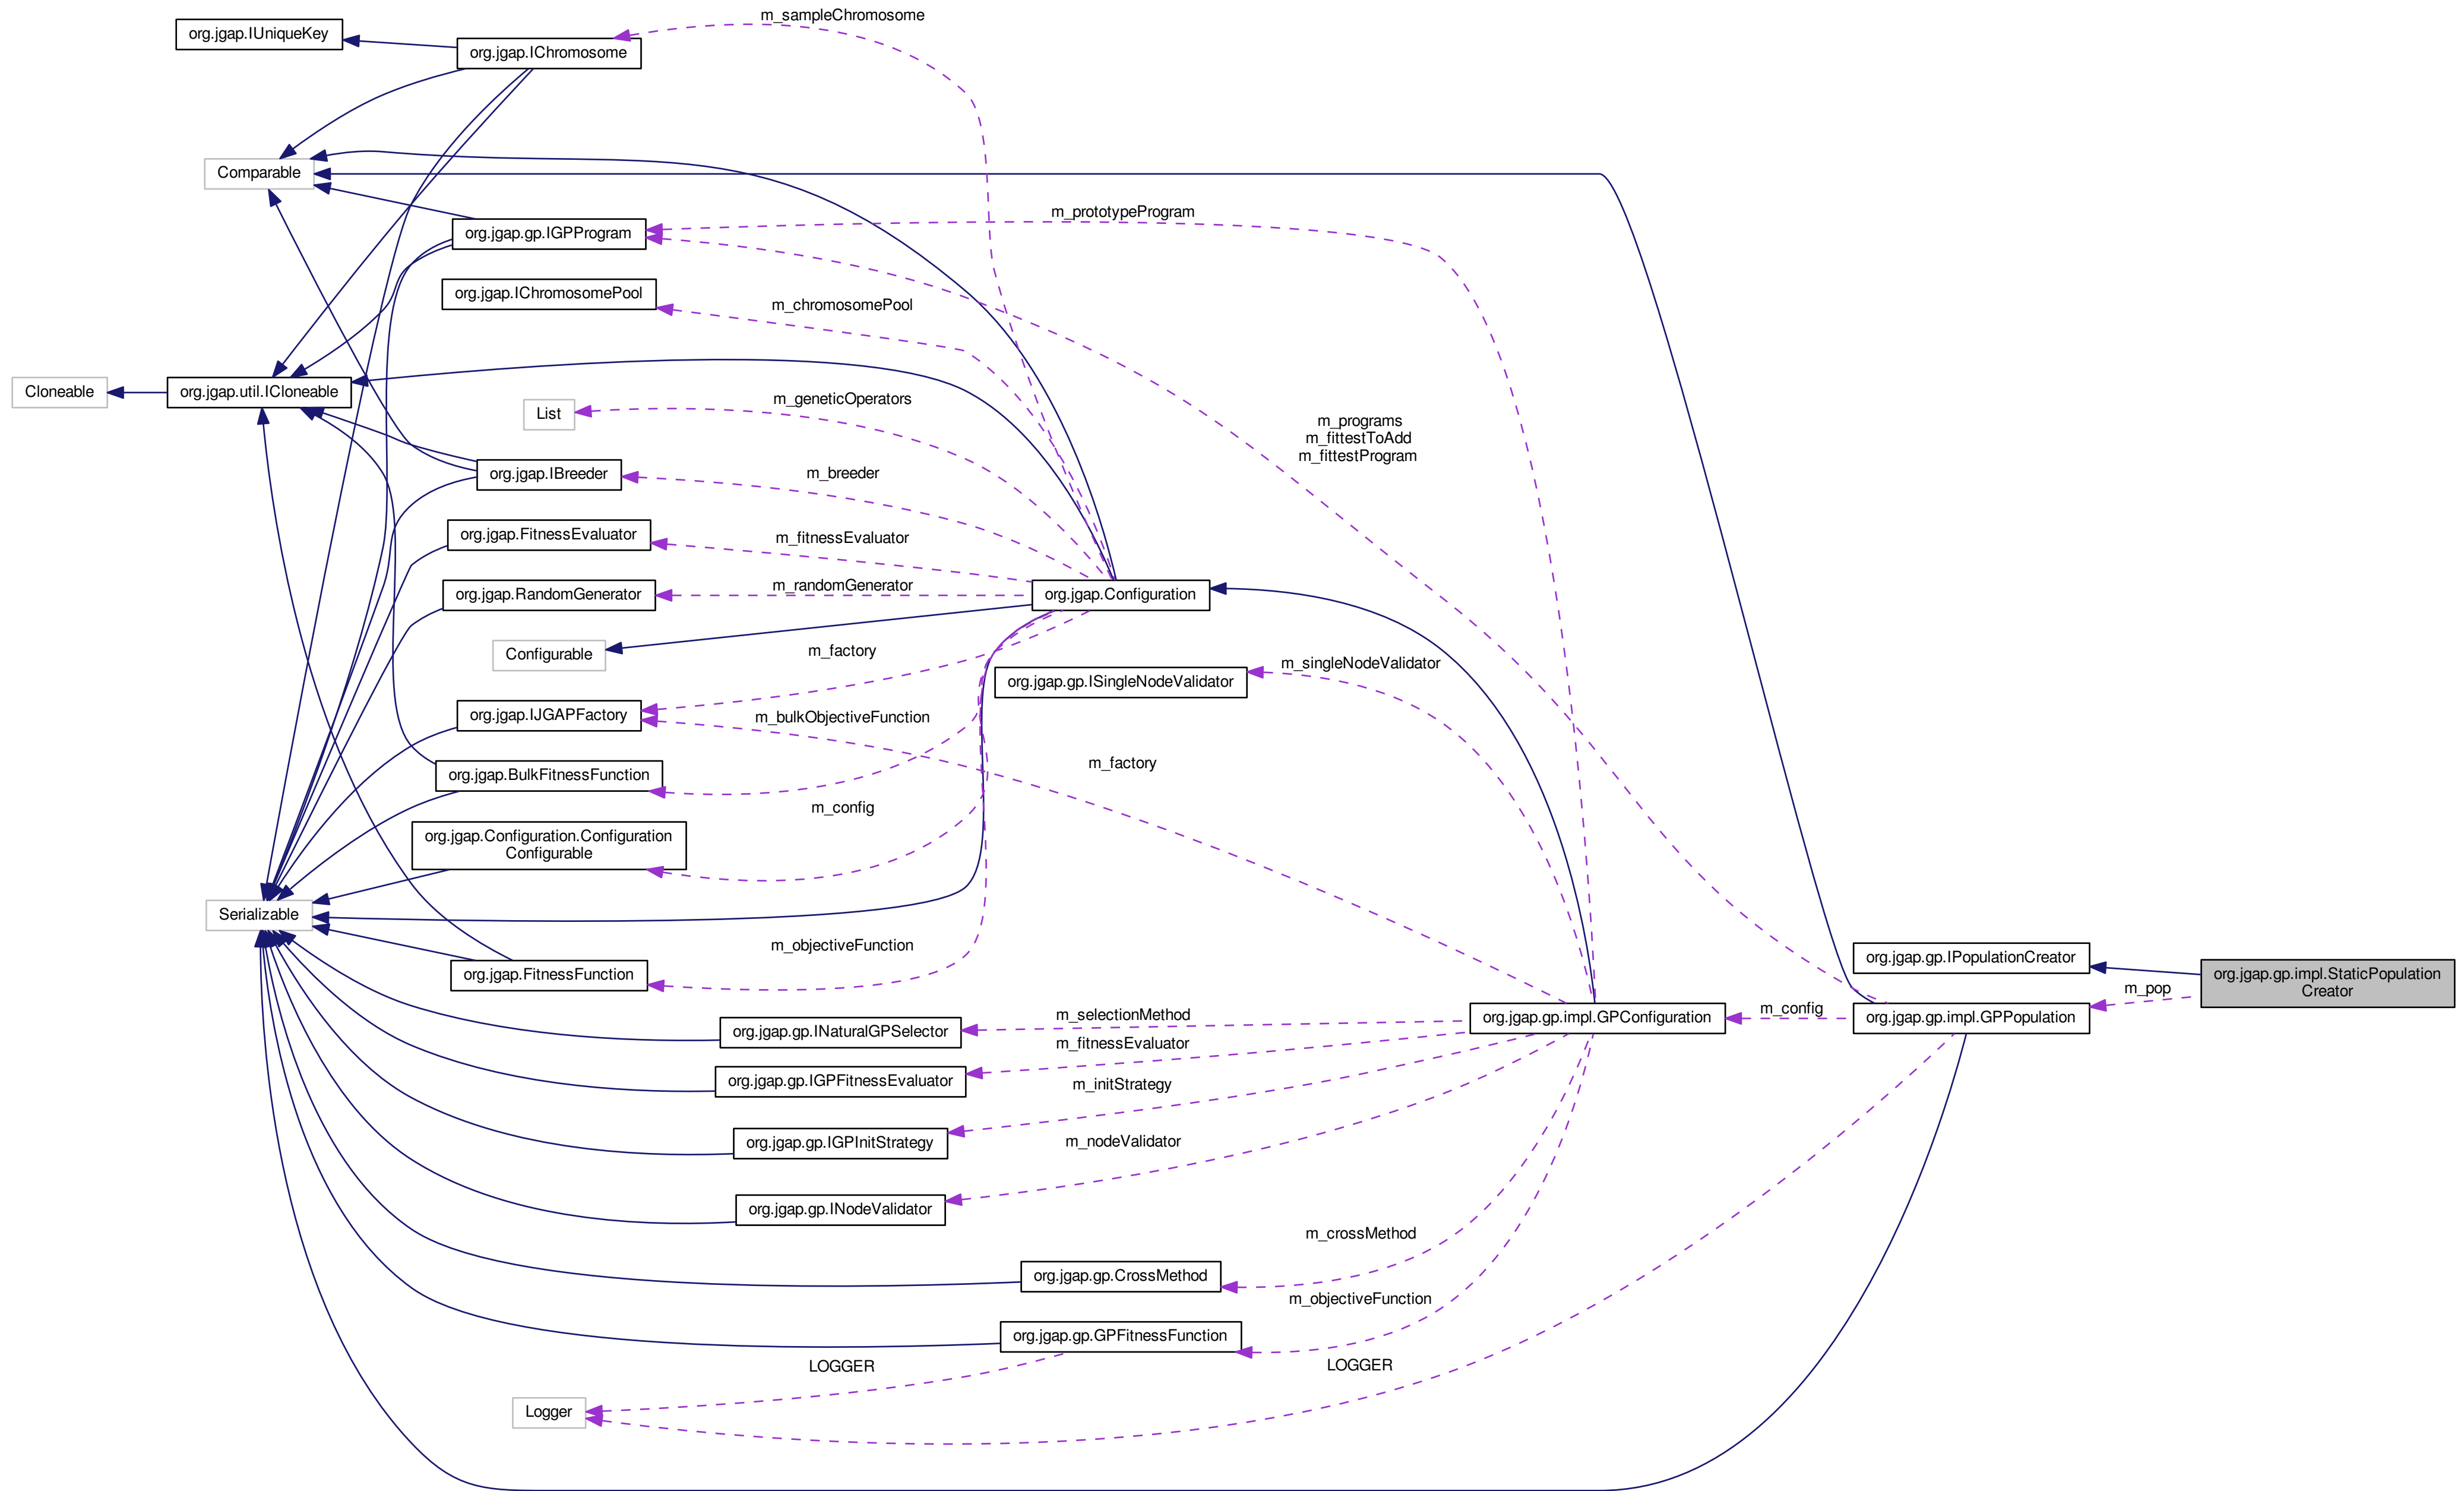 m_sampleChromosome
org.jgap.IUniqueKey
org.jgap.IChromosome
Comparable
m_prototypeProgram
org.jgap.gp.IGPProgram
org.jgap.IChromosomePool
m_chromosomePool
Cloneable
org.jgap.util.ICloneable
m_geneticOperators
List
m_programs
m_fittestToAdd
m_fittestProgram
m_breeder
org.jgap.IBreeder
org.jgap.FitnessEvaluator
m_fitnessEvaluator
org.jgap.RandomGenerator
m_randomGenerator
org.jgap.Configuration
Configurable
m_factory
m_singleNodeValidator
org.jgap.gp.ISingleNodeValidator
org.jgap.IJGAPFactory
m_bulkObjectiveFunction
m_factory
org.jgap.BulkFitnessFunction
m_config
org.jgap.Configuration.Configuration
Configurable
Serializable
m_objectiveFunction
org.jgap.gp.IPopulationCreator
org.jgap.FitnessFunction
org.jgap.gp.impl.StaticPopulation
Creator
m_pop
m_selectionMethod
m_config
org.jgap.gp.INaturalGPSelector
org.jgap.gp.impl.GPConfiguration
org.jgap.gp.impl.GPPopulation
m_fitnessEvaluator
org.jgap.gp.IGPFitnessEvaluator
m_initStrategy
org.jgap.gp.IGPInitStrategy
m_nodeValidator
org.jgap.gp.INodeValidator
m_crossMethod
org.jgap.gp.CrossMethod
m_objectiveFunction
org.jgap.gp.GPFitnessFunction
LOGGER
LOGGER
Logger